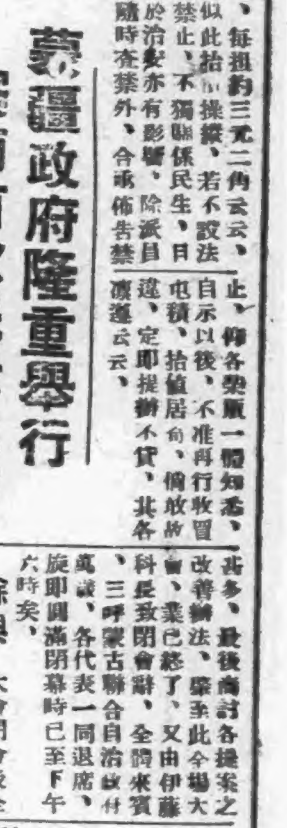 、每担約三元二角云云、
似此抬操縱、若不設法
禁止、不獨關係民生、且
於治安亦有影響、除派員
隨時查禁外、合亟佈告禁
止、仰各業販一體知悉、
自示以後、不准再行收買
屯積、抬値居奇、倘敢故
違、定即提辦不貸、其各
凜遵云云、
蒙疆政府隆重舉行
甚多、最後商討各提案之
改善辦法、至此全場大
會、業已終了、又由伊藤
科長致閉會辭、全體來賓
、三呼蒙古聯合自治政府
萬歲、各代表一同退席、
旋即圓滿閉幕時已至下午
六時矣、